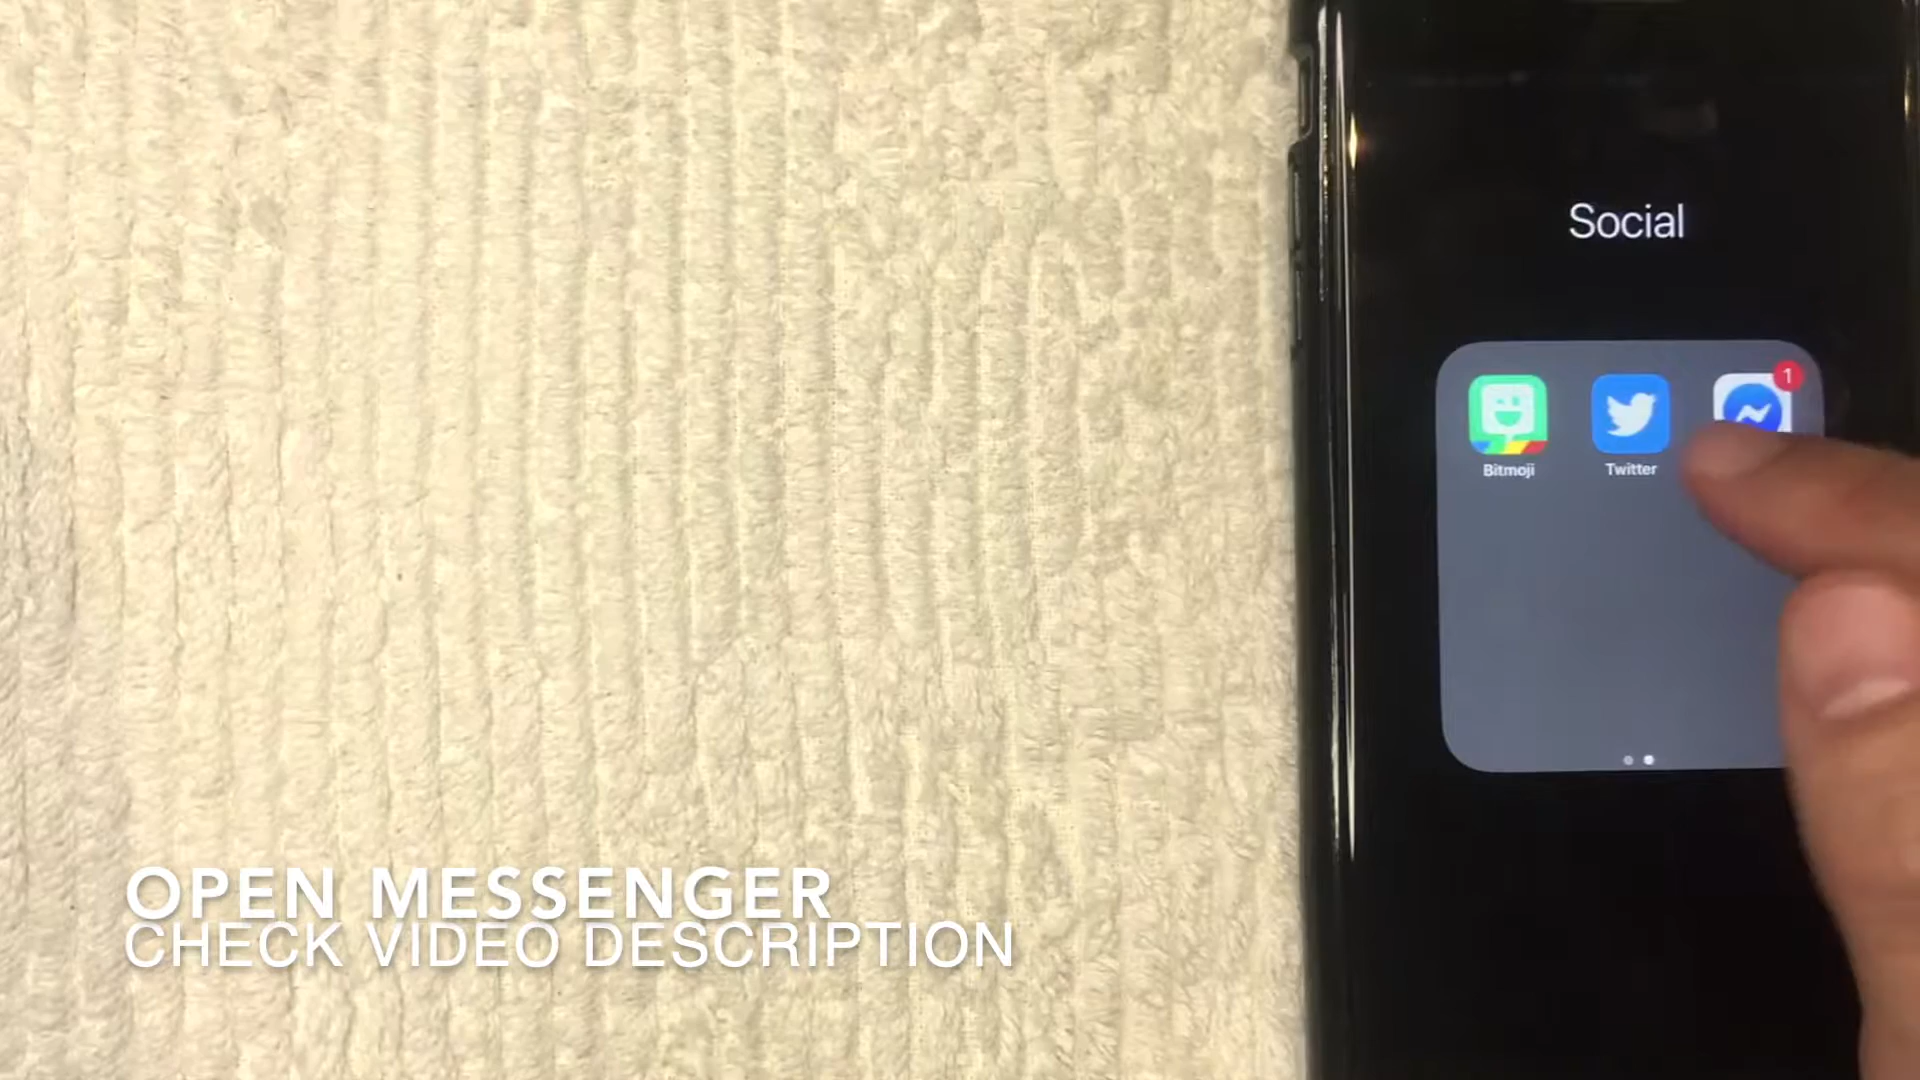 Social
1
Bitmoji
Twitter
OPEN MESSENGER
CHECK VIDEO DESCRIPTION